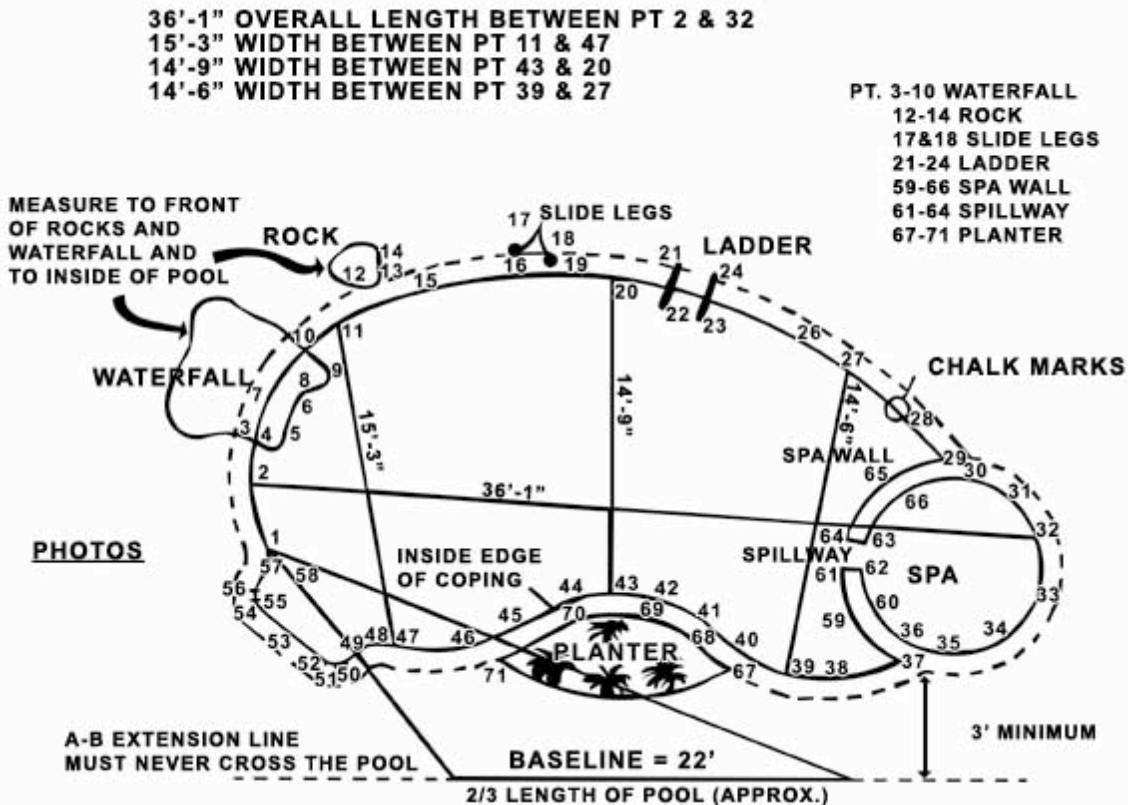 36'-1" OVERALL LENGTH BETWEEN PT 2 & 32
15'-3" WIDTH BETWEEN PT 11 & 47
14'-9" WIDTH BETWEEN PT 43 & 20
14'-6" WIDTH BETWEEN PT 39 & 27
PT. 3-10 WATERFALL
12-14 ROCK
17&18 SLIDE LEGS
21-24 LADDER
59-66 SPA WALL
61-64 SPILLWAY
67-71 PLANTER
MEASURE TO FRONT
OF ROCKS AND
WATERFALL AND
TO INSIDE OF POOL
ROCK
12
14
13
15
17
SLIDE LEGS
18
16
19
20
21
LADDER
24
22
23
26
27
CHALK MARKS
28
10
11
WATERFALL
7
8
9
6
3
4
5
2
15'-3"
14'-9"
14'-6"
36'-1"
SPA WALL
65
66
29
30
31
32
64
63
SPILLWAY
61
62
SPA
33
60
59
36
35
34
37
PHOTOS
1
57
58
56
55
54
53
52
51
50
49
48
47
46
45
INSIDE EDGE
OF COPING
44
43
42
41
40
39
38
70
69
68
67
71
PLANTER
A-B EXTENSION LINE
MUST NEVER CROSS THE POOL
BASELINE = 22'
2/3 LENGTH OF POOL (APPROX.)
3' MINIMUM